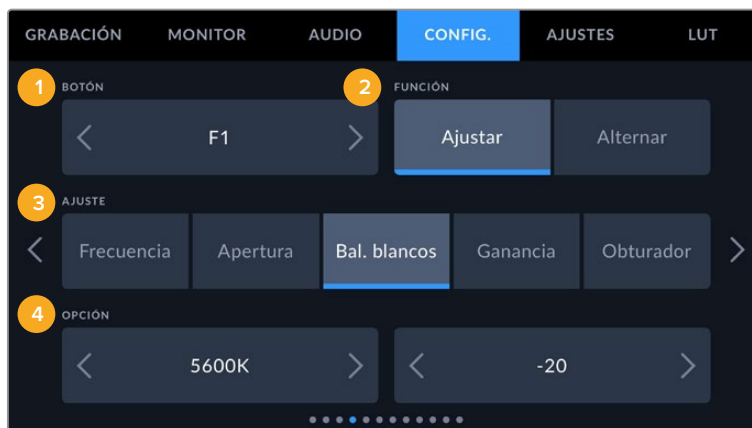 GRABACIÓN MONITOR AUDIO CONFIG. AJUSTES LUT
1 BOTÓN 2 FUNCIÓN
F1 Ajustar Alternar
3 AJUSTE
Frecuencia Apertura Bal. blancos Ganancia Obturador
4 OPCIÓN
5600K -20